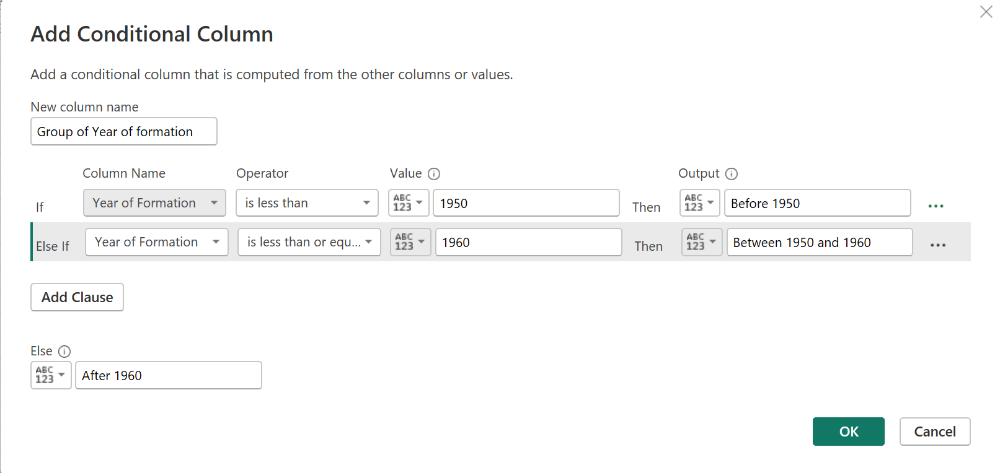 Add Conditional Column
Add a conditional column that is computed from the other columns or values.
New column name
Group of Year of formation
Column Name Operator Value Output
If Year of Formation is less than ABC 123 1950 Then ABC 123 Before 1950 ...
Else If Year of Formation is less than or equ... ABC 123 1960 Then ABC 123 Between 1950 and 1960 ...
Add Clause
Else
ABC 123 After 1960
OK Cancel